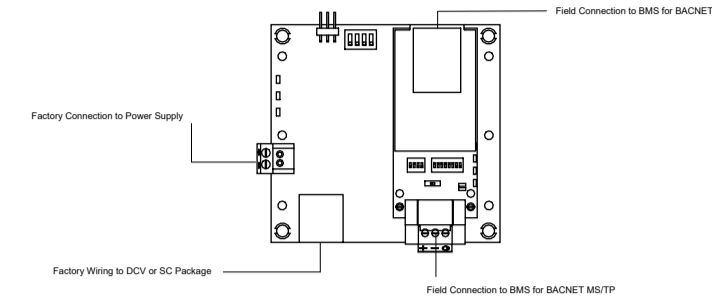 Field Connection to BMS for BACNET
Factory Connection to Power Supply
Factory Wiring to DCV or SC Package
Field Connection to BMS for BACNET MS/TP